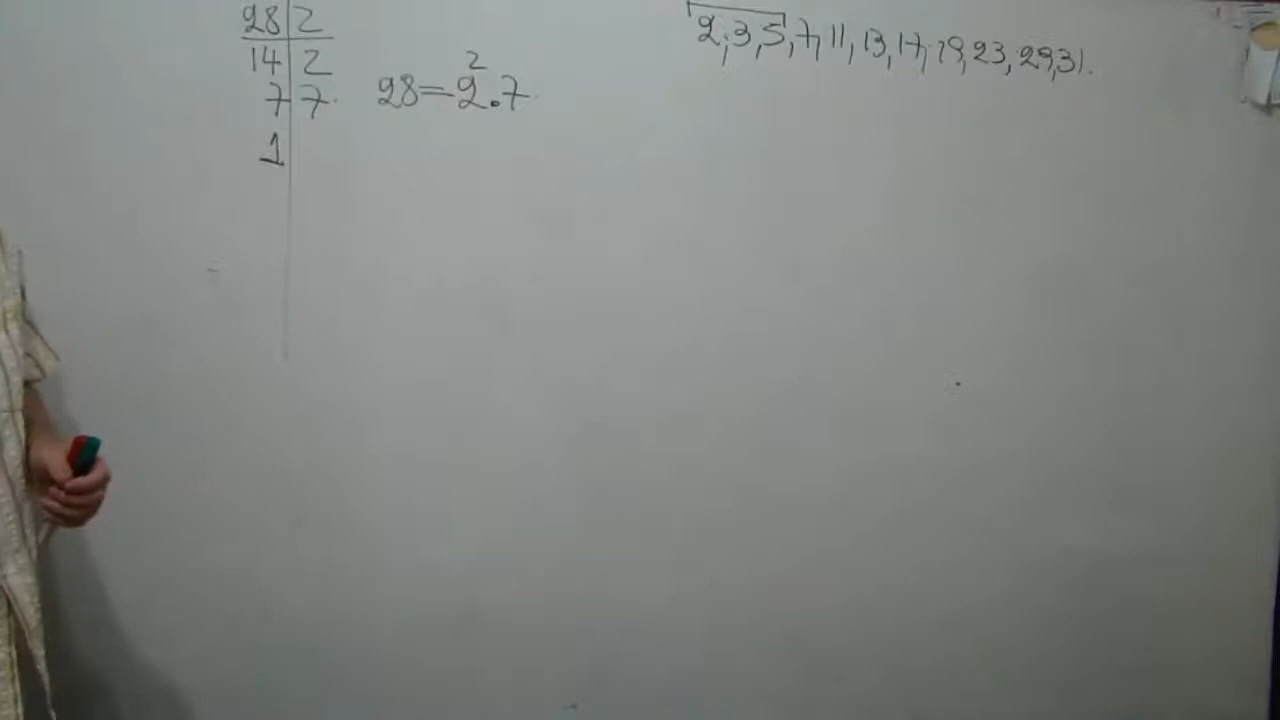 28 | 2
14 | 2
7 | 7
1
28 = 2² . 7
2, 3, 5, 7, 11, 13, 17, 19, 23, 29, 31.